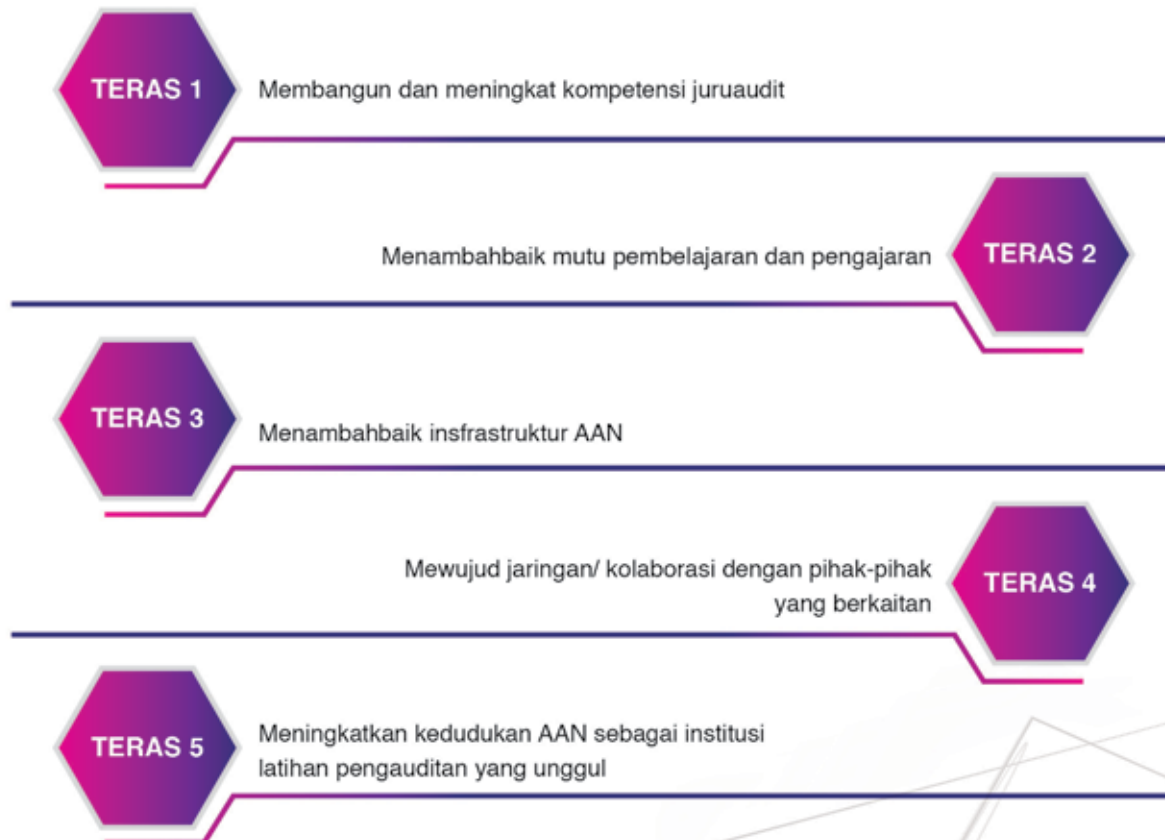 TERAS 1
Membangun dan meningkat kompetensi juruaudit
Menambahbaik mutu pembelajaran dan pengajaran
TERAS 2
TERAS 3
Menambahbaik insfrastruktur AAN
Mewujud jaringan/ kolaborasi dengan pihak-pihak
yang berkaitan
TERAS 4
TERAS 5
Meningkatkan kedudukan AAN sebagai institusi
latihan pengauditan yang unggul